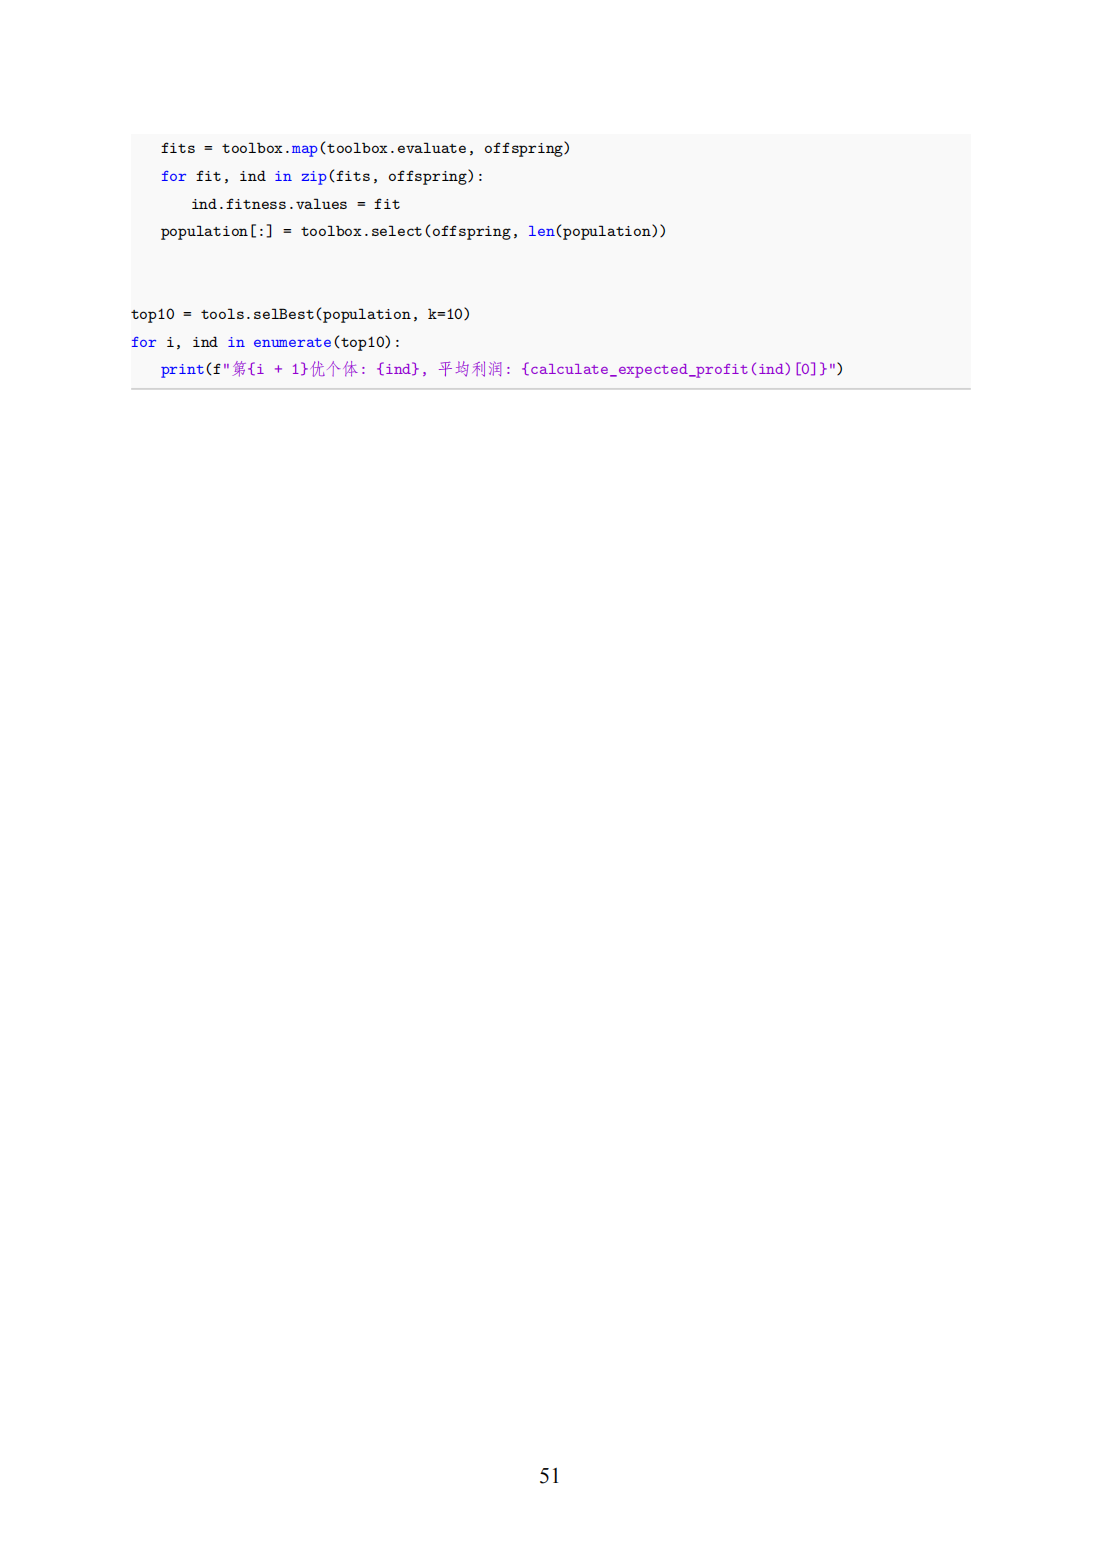 fits = toolbox.map(toolbox.evaluate, offspring)
for fit, ind in zip(fits, offspring):
ind.fitness.values = fit
population[:] = toolbox.select(offspring, len(population))
top10 = tools.selBest(population, k=10)
for i, ind in enumerate(top10):
print(f"第{i + 1}优个体: {ind}, 平均利润: {calculate_expected_profit(ind)[0]}")
51